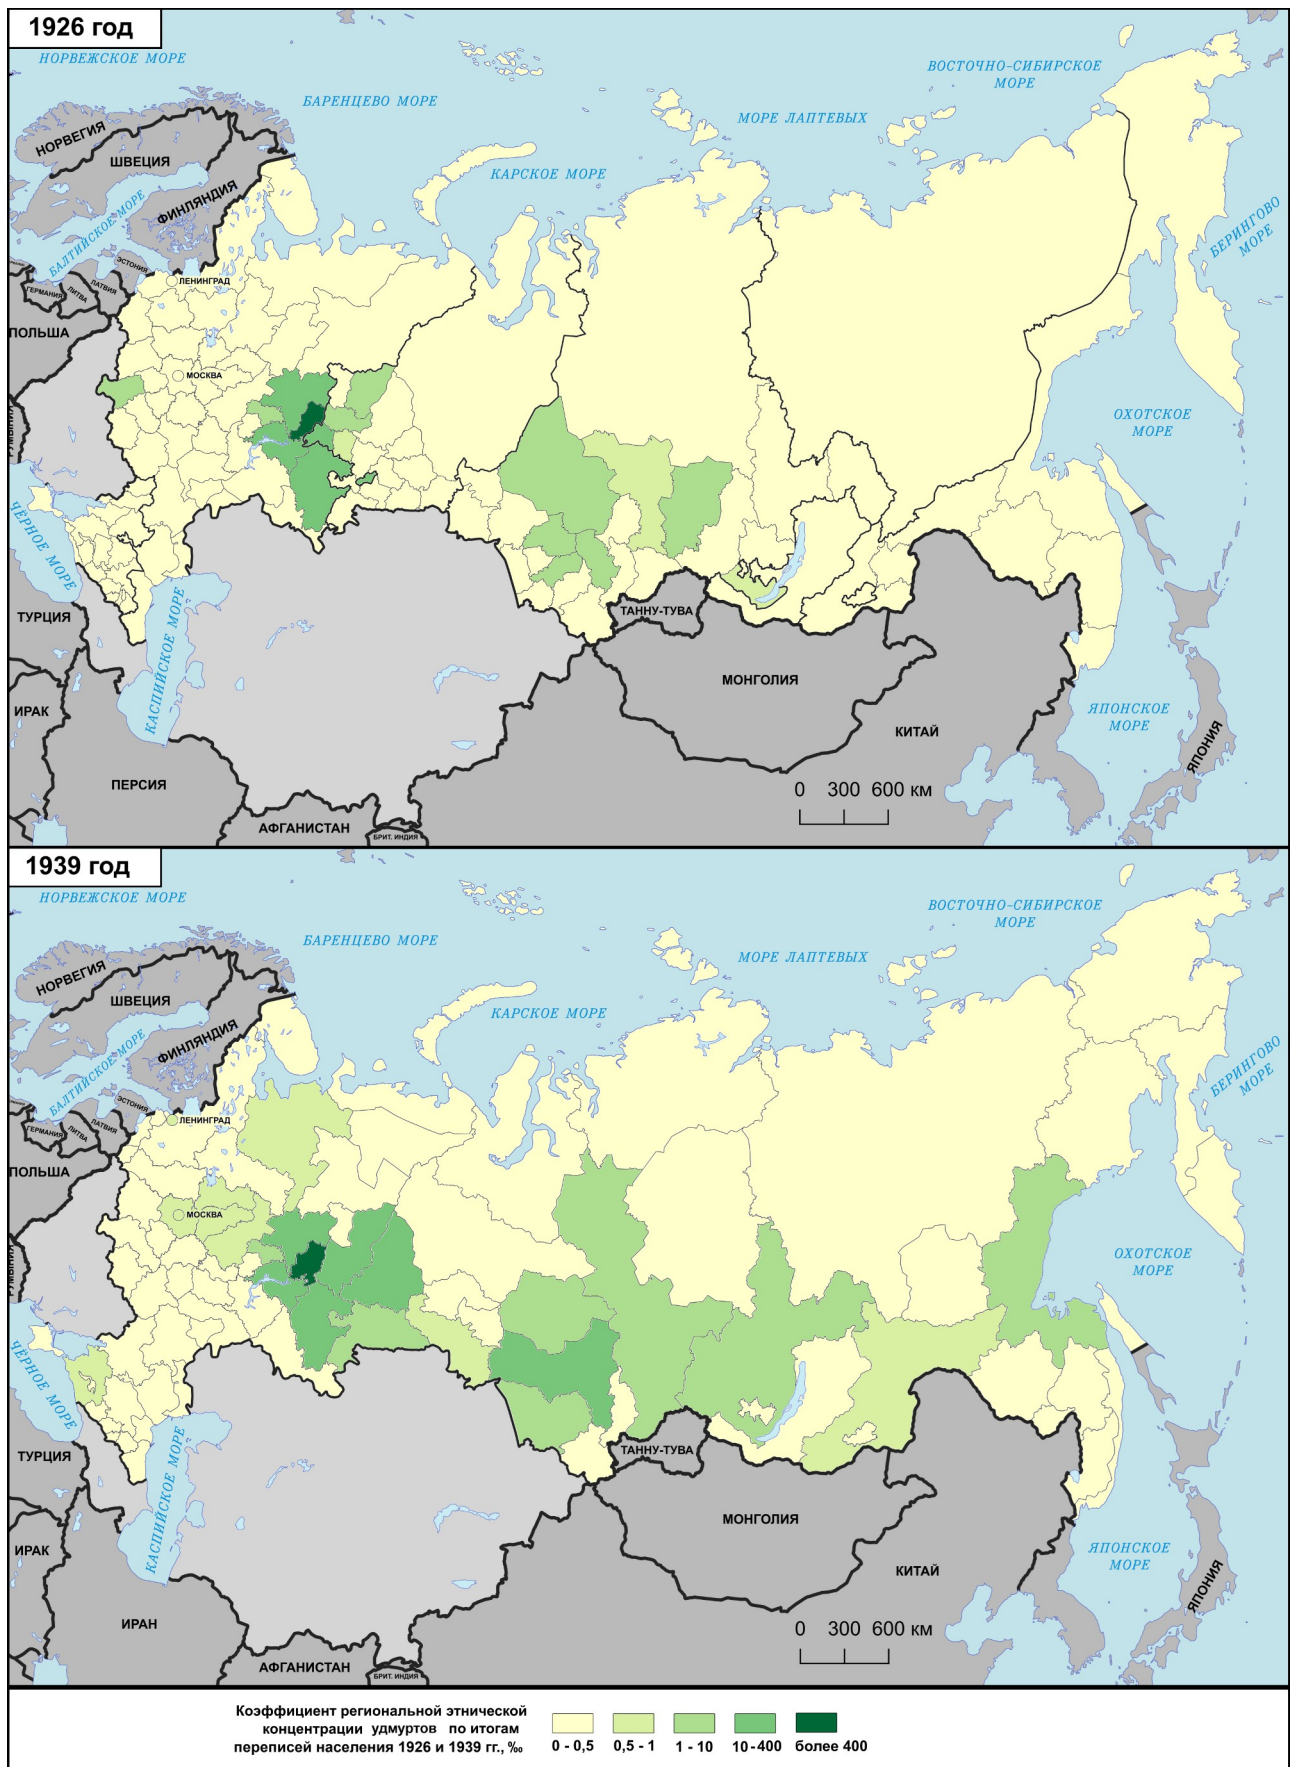 1926 год
НОРВЕЖСКОЕ МОРЕ
ВОСТОЧНО-СИБИРСКОЕ
МОРЕ
БАРЕНЦЕВО МОРЕ
МОРЕ ЛАПТЕВЫХ
НОРВЕГИЯ
ШВЕЦИЯ
КАРСКОЕ МОРЕ
ФИНЛЯНДИЯ
БАЛТИЙСКОЕ МОРЕ
БЕРИНГОВО
МОРЕ
ЭСТОНИЯ
ЛЕНИНГРАД
ЛАТВИЯ
ЛИТВА
ГЕРМАНИЯ
ПОЛЬША
МОСКВА
РУМЫНИЯ
ОХОТСКОЕ
МОРЕ
ЧЁРНОЕ МОРЕ
ТУРЦИЯ
КАСПИЙСКОЕ МОРЕ
ТАННУ-ТУВА
МОНГОЛИЯ
ИРАК
ЯПОНСКОЕ
МОРЕ
КИТАЙ
ЯПОНИЯ
ПЕРСИЯ
0 300 600 км
АФГАНИСТАН
БРИТ. ИНДИЯ
1939 год
НОРВЕЖСКОЕ МОРЕ
ВОСТОЧНО-СИБИРСКОЕ
МОРЕ
БАРЕНЦЕВО МОРЕ
МОРЕ ЛАПТЕВЫХ
НОРВЕГИЯ
ШВЕЦИЯ
КАРСКОЕ МОРЕ
ФИНЛЯНДИЯ
БАЛТИЙСКОЕ МОРЕ
БЕРИНГОВО
МОРЕ
ЭСТОНИЯ
ЛЕНИНГРАД
ЛАТВИЯ
ЛИТВА
ГЕРМАНИЯ
ПОЛЬША
МОСКВА
РУМЫНИЯ
ОХОТСКОЕ
МОРЕ
ЧЁРНОЕ МОРЕ
ТУРЦИЯ
КАСПИЙСКОЕ МОРЕ
ТАННУ-ТУВА
МОНГОЛИЯ
ИРАК
ЯПОНСКОЕ
МОРЕ
КИТАЙ
ЯПОНИЯ
ИРАН
0 300 600 км
АФГАНИСТАН
БРИТ. ИНДИЯ
Коэффициент региональной этнической
концентрации удмуртов по итогам
переписей населения 1926 и 1939 гг., ‰
0 - 0,5 0,5 - 1 1 - 10 10-400 более 400